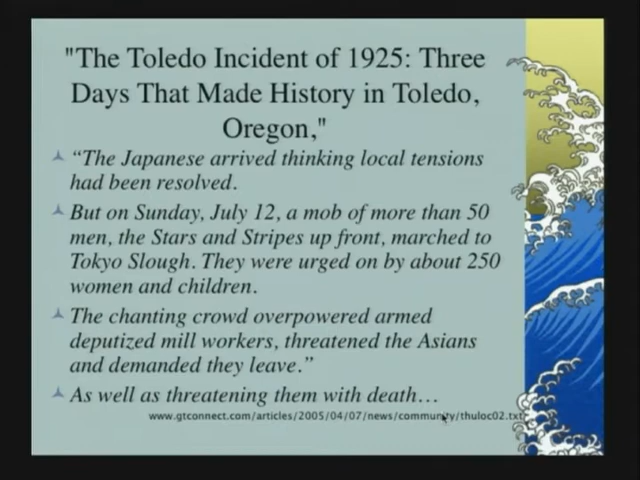 "The Toledo Incident of 1925: Three
Days That Made History in Toledo,
Oregon,"
“The Japanese arrived thinking local tensions
had been resolved.
But on Sunday, July 12, a mob of more than 50
men, the Stars and Stripes up front, marched to
Tokyo Slough. They were urged on by about 250
women and children.
The chanting crowd overpowered armed
deputized mill workers, threatened the Asians
and demanded they leave.”
As well as threatening them with death…
www.gtconnect.com/articles/2005/04/07/news/community/thuloc02.txt